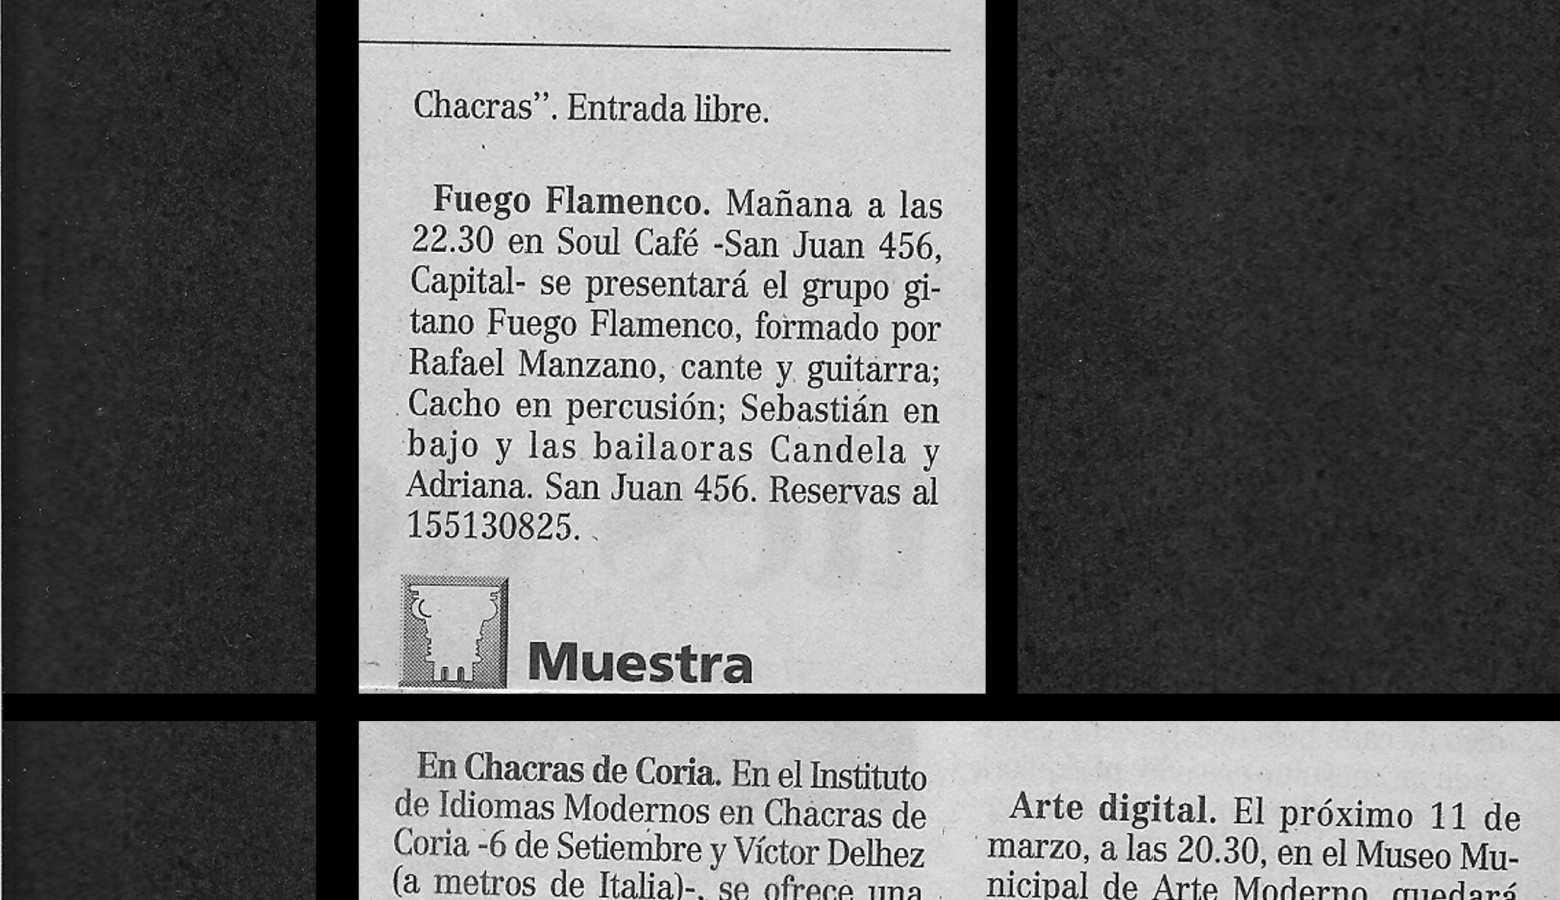 Chacras”. Entrada libre.
Fuego Flamenco. Mañana a las
22.30 en Soul Café -San Juan 456,
Capital- se presentará el grupo gi-
tano Fuego Flamenco, formado por
Rafael Manzano, cante y guitarra;
Cacho en percusión; Sebastián en
bajo y las bailaoras Candela y
Adriana. San Juan 456. Reservas al
155130825.
Muestra
En Chacras de Coria. En el Instituto
de Idiomas Modernos en Chacras de
Coria -6 de Setiembre y Víctor Delhez
(a metros de Italia)-, se ofrece una
Arte digital. El próximo 11 de
marzo, a las 20.30, en el Museo Mu-
nicipal de Arte Moderno, quedará